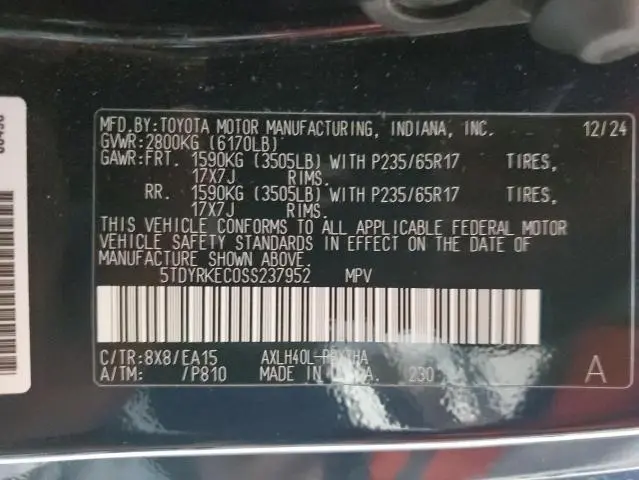 MFD.BY:TOYOTA MOTOR MANUFACTURING, INDIANA, INC. 12/24
GVWR:2800KG (6170LB)
GAWR:FRT. 1590KG (3505LB) WITH P235/65R17 TIRES,
17X7J RIMS.
RR. 1590KG (3505LB) WITH P235/65R17 TIRES,
17X7J RIMS.
THIS VEHICLE CONFORMS TO ALL APPLICABLE FEDERAL MOTOR
VEHICLE SAFETY STANDARDS IN EFFECT ON THE DATE OF
MANUFACTURE SHOWN ABOVE.
5TDYRKEC0SS237952 MPV
C/TR:8X8/EA15
A/TM: /P810 MADE IN 230 A